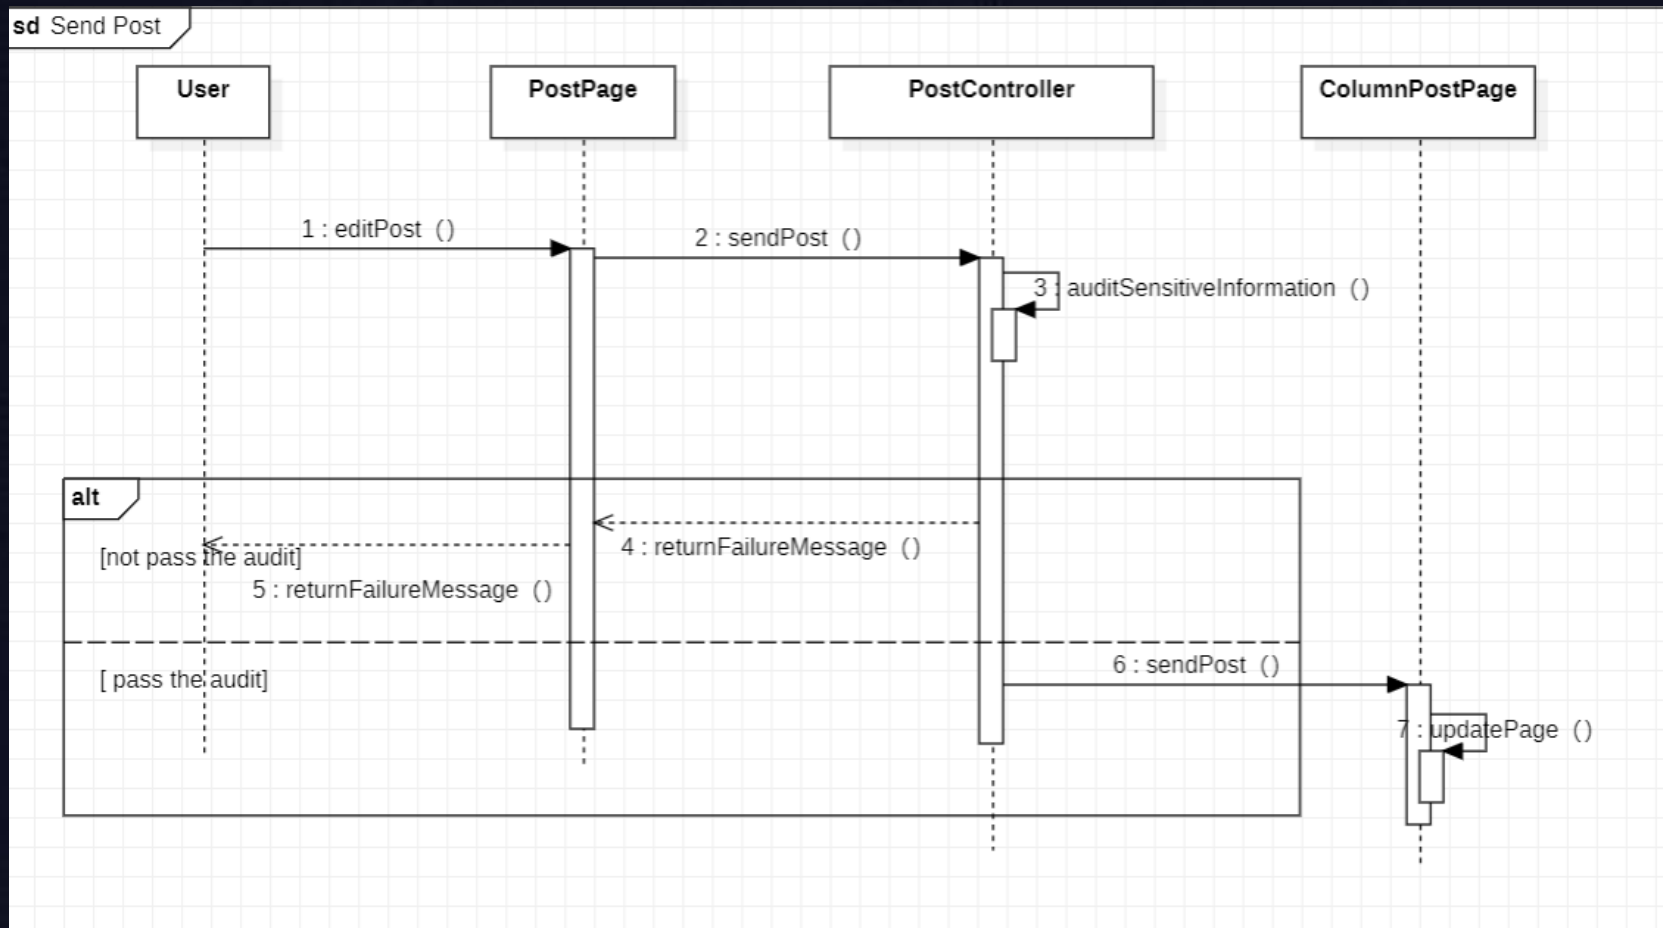 sd Send Post
User
PostPage
PostController
ColumnPostPage
1 : editPost ()
2 : sendPost ()
3 : auditSensitiveInformation ()
alt
[not pass the audit]
4 : returnFailureMessage ()
5 : returnFailureMessage ()
6 : sendPost ()
[ pass the audit]
7 : updatePage ()